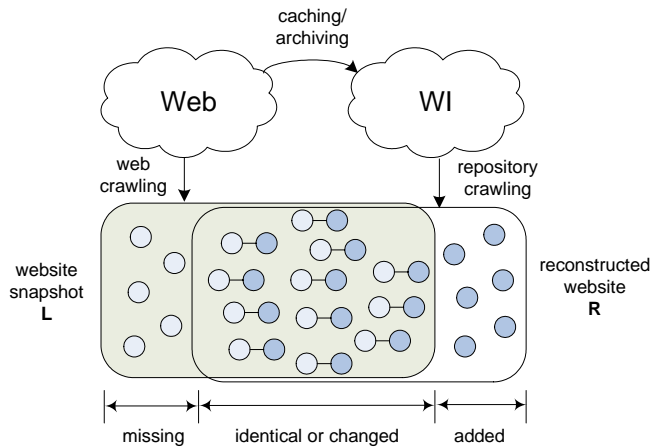 caching/
archiving
Web
WI
web
crawling
repository
crawling
website
snapshot
L
reconstructed
website
R
missing
identical or changed
added